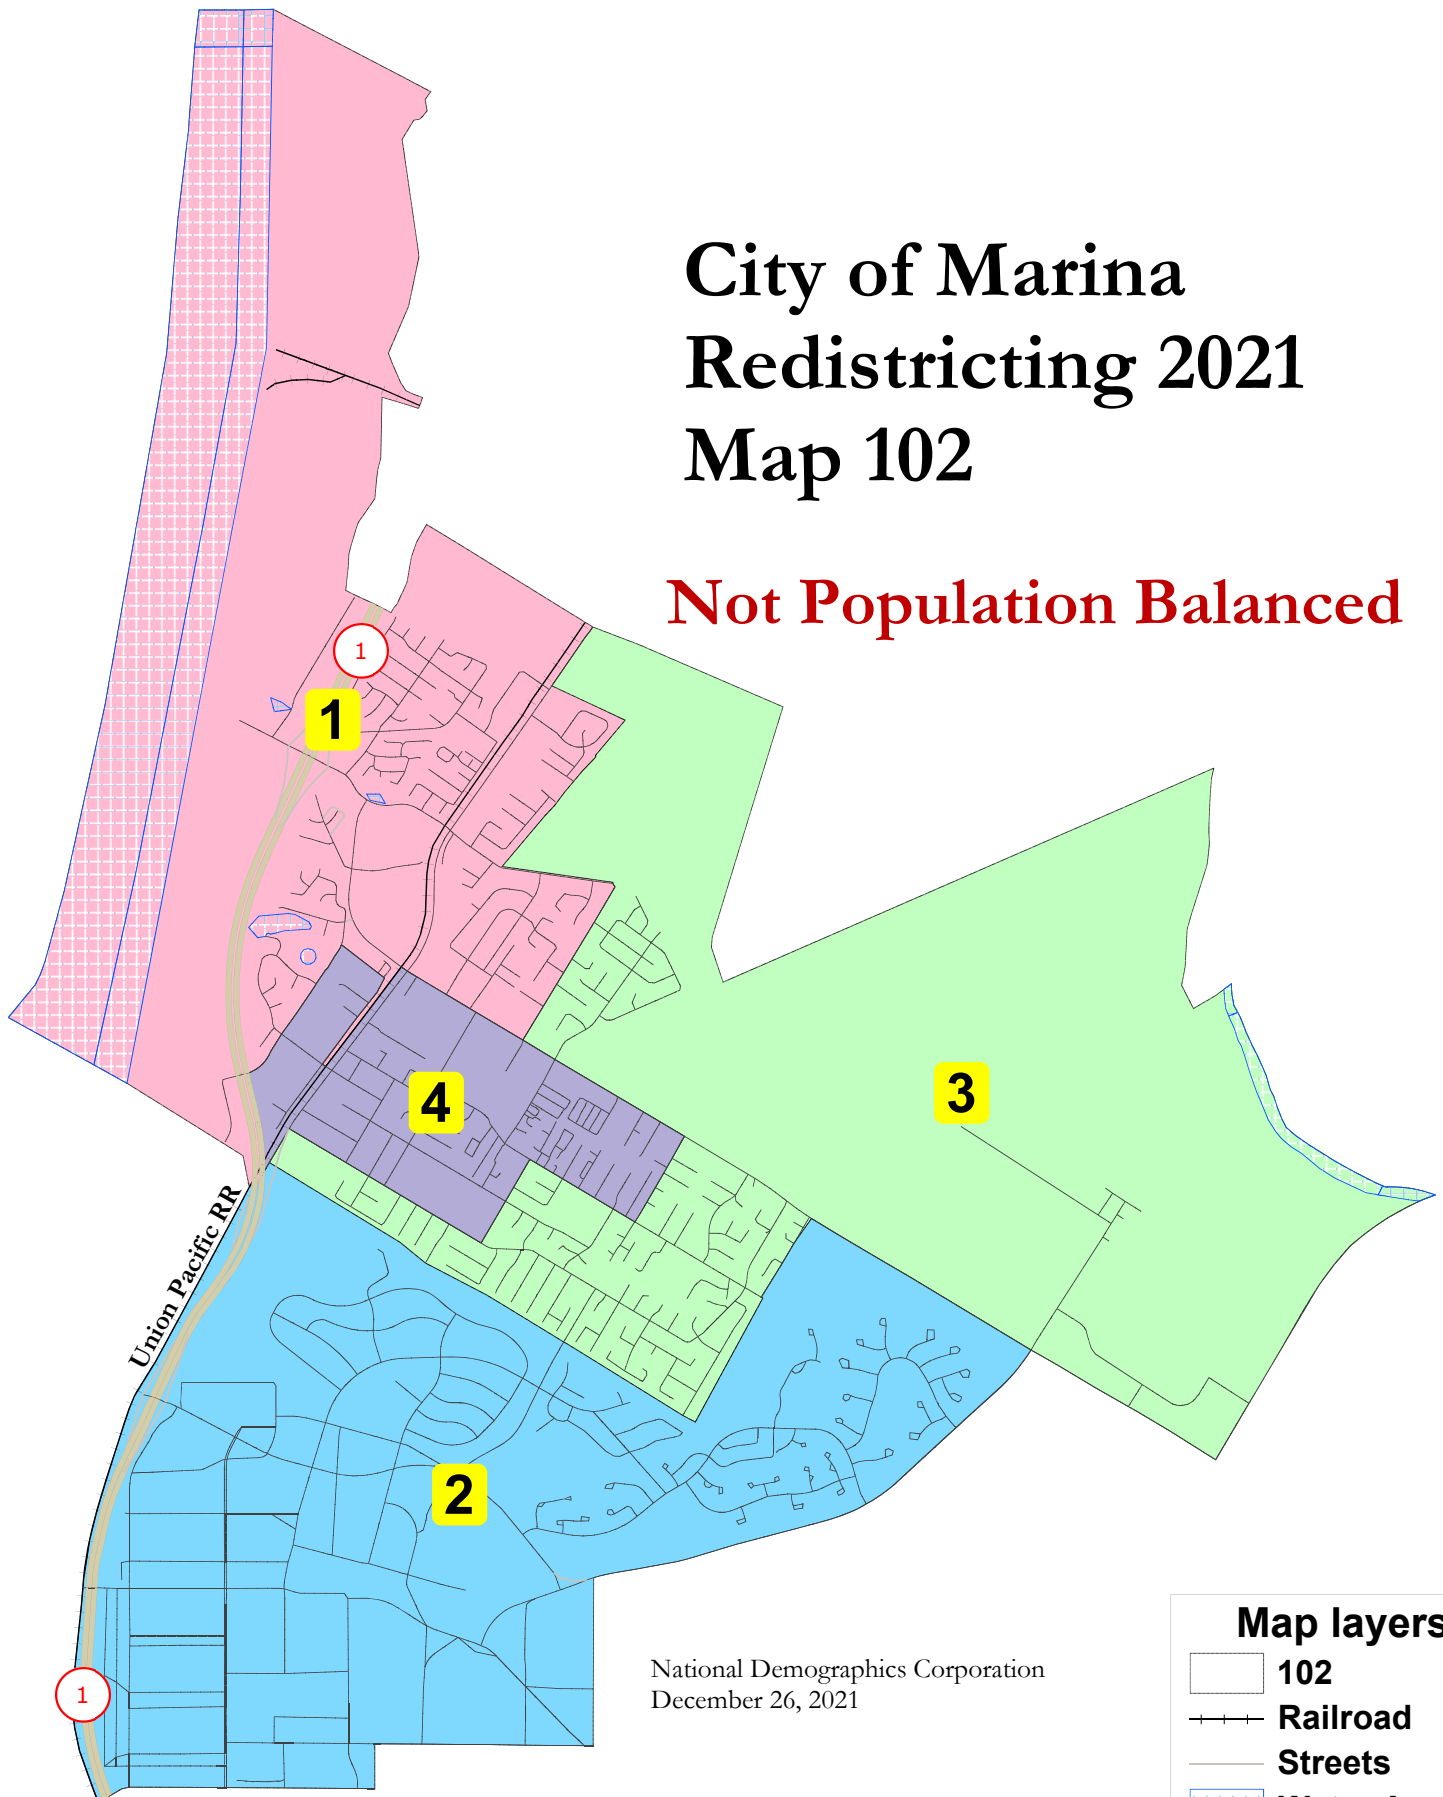 City of Marina
Redistricting 2021
Map 102
Not Population Balanced
1
1
3
4
Union Pacific RR
2
1
National Demographics Corporation
December 26, 2021
Map layers
102
Railroad
Streets